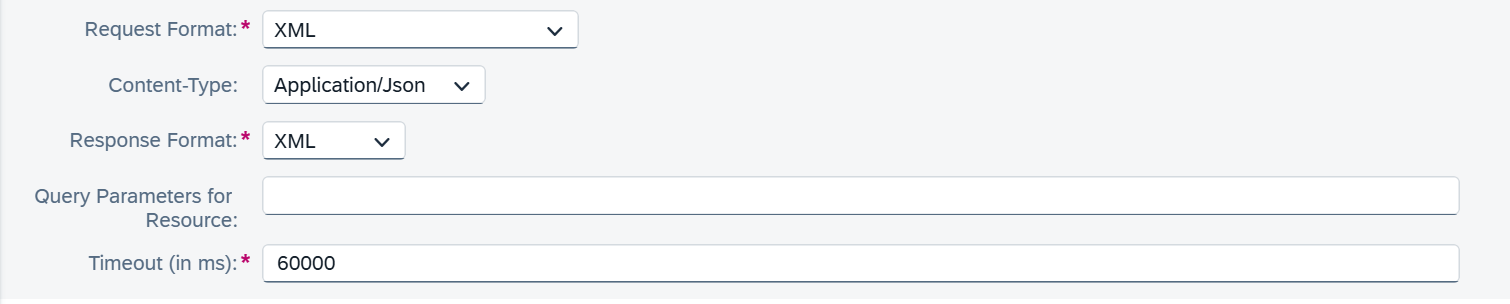 Request Format:* XML
Content-Type: Application/Json
Response Format:* XML
Query Parameters for
Resource:
Timeout (in ms):* 60000